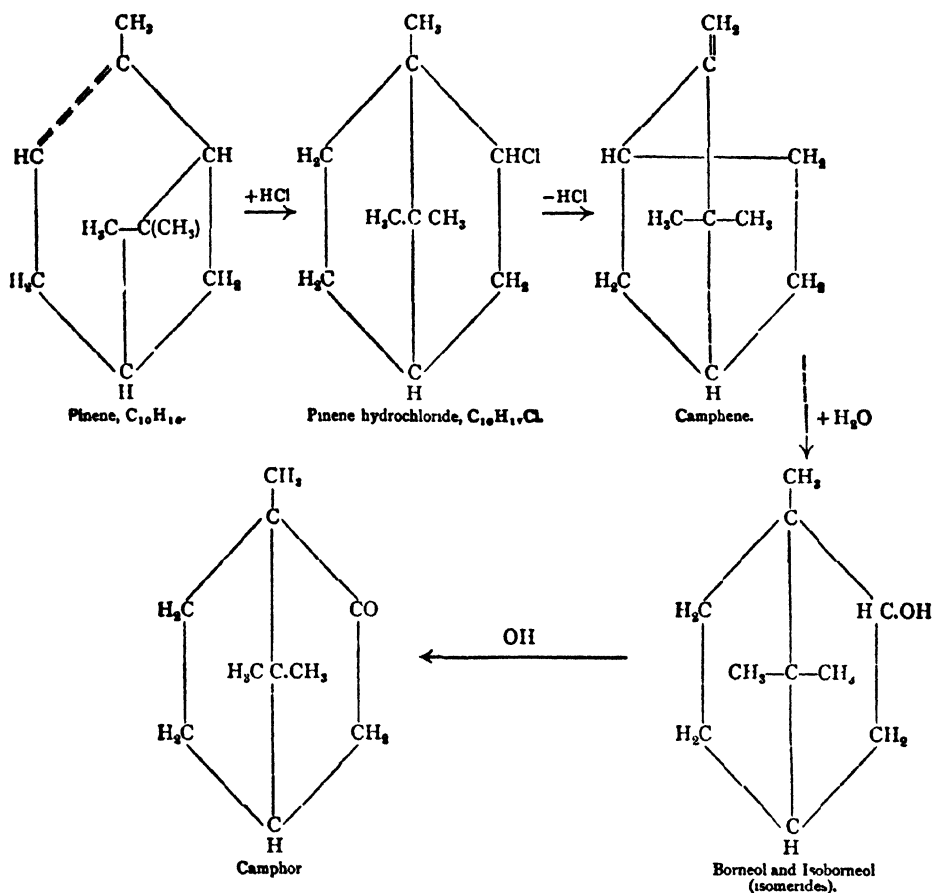 CH₃
C
HC
CH
H₃C—C(CH₃)
H₂C
CH₂
C
H
Pinene, C₁₀H₁₆.
+HCl
CH₃
C
H₂C
CHCl
H₃C.C CH₃
H₂C
CH₂
C
H
Pinene hydrochloride, C₁₀H₁₇Cl.
−HCl
CH₂
C
HC
CH₂
H₃C—C—CH₃
H₂C
CH₂
C
H
Camphene.
+ H₂O
CH₃
C
H₂C
H C.OH
CH₃—C—CH₃
H₂C
CH₂
C
H
Borneol and Isoborneol
(isomerides).
OH
CH₃
C
H₂C
CO
H₃C C.CH₃
H₂C
CH₂
C
H
Camphor